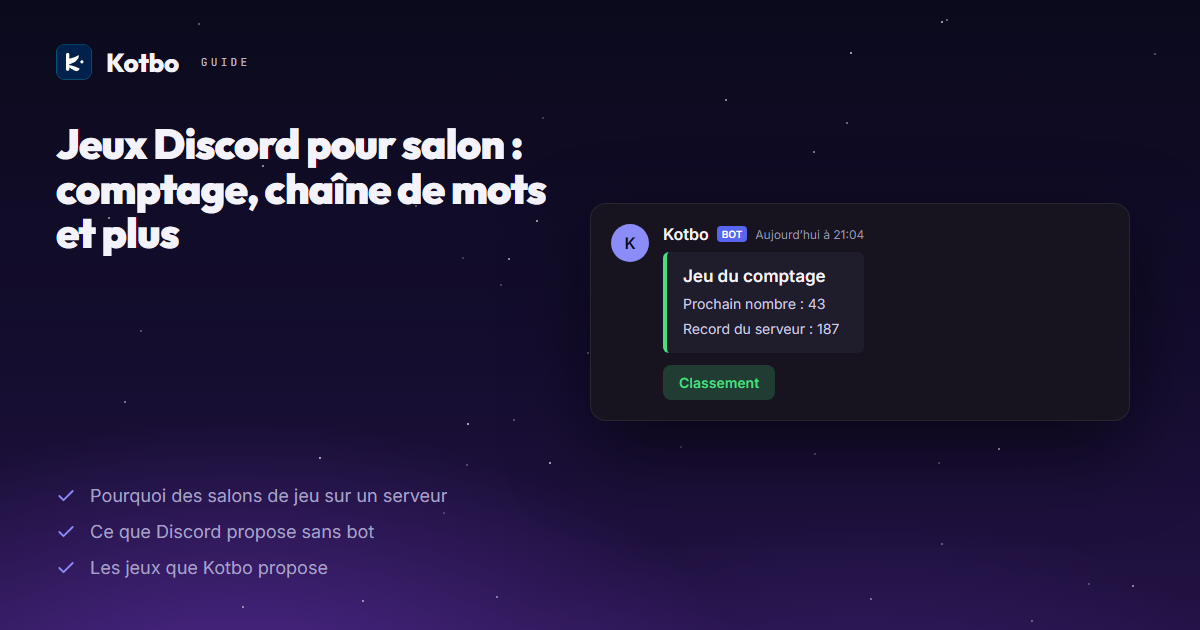 Kotbo GUIDE
Jeux Discord pour salon :
comptage, chaîne de mots
et plus
K
Kotbo BOT Aujourd'hui à 21:04
Jeu du comptage
Prochain nombre : 43
Record du serveur : 187
Classement
Pourquoi des salons de jeu sur un serveur
Ce que Discord propose sans bot
Les jeux que Kotbo propose